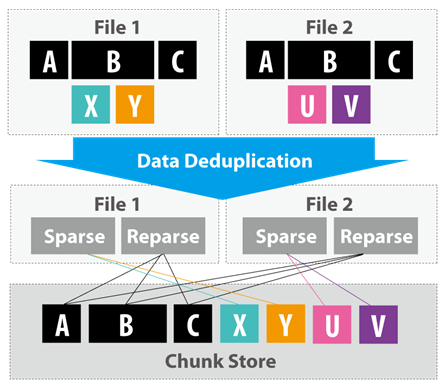 File 1
A B C
X Y
File 2
A B C
U V
Data Deduplication
File 1
Sparse Reparse
File 2
Sparse Reparse
A B C X Y U V
Chunk Store